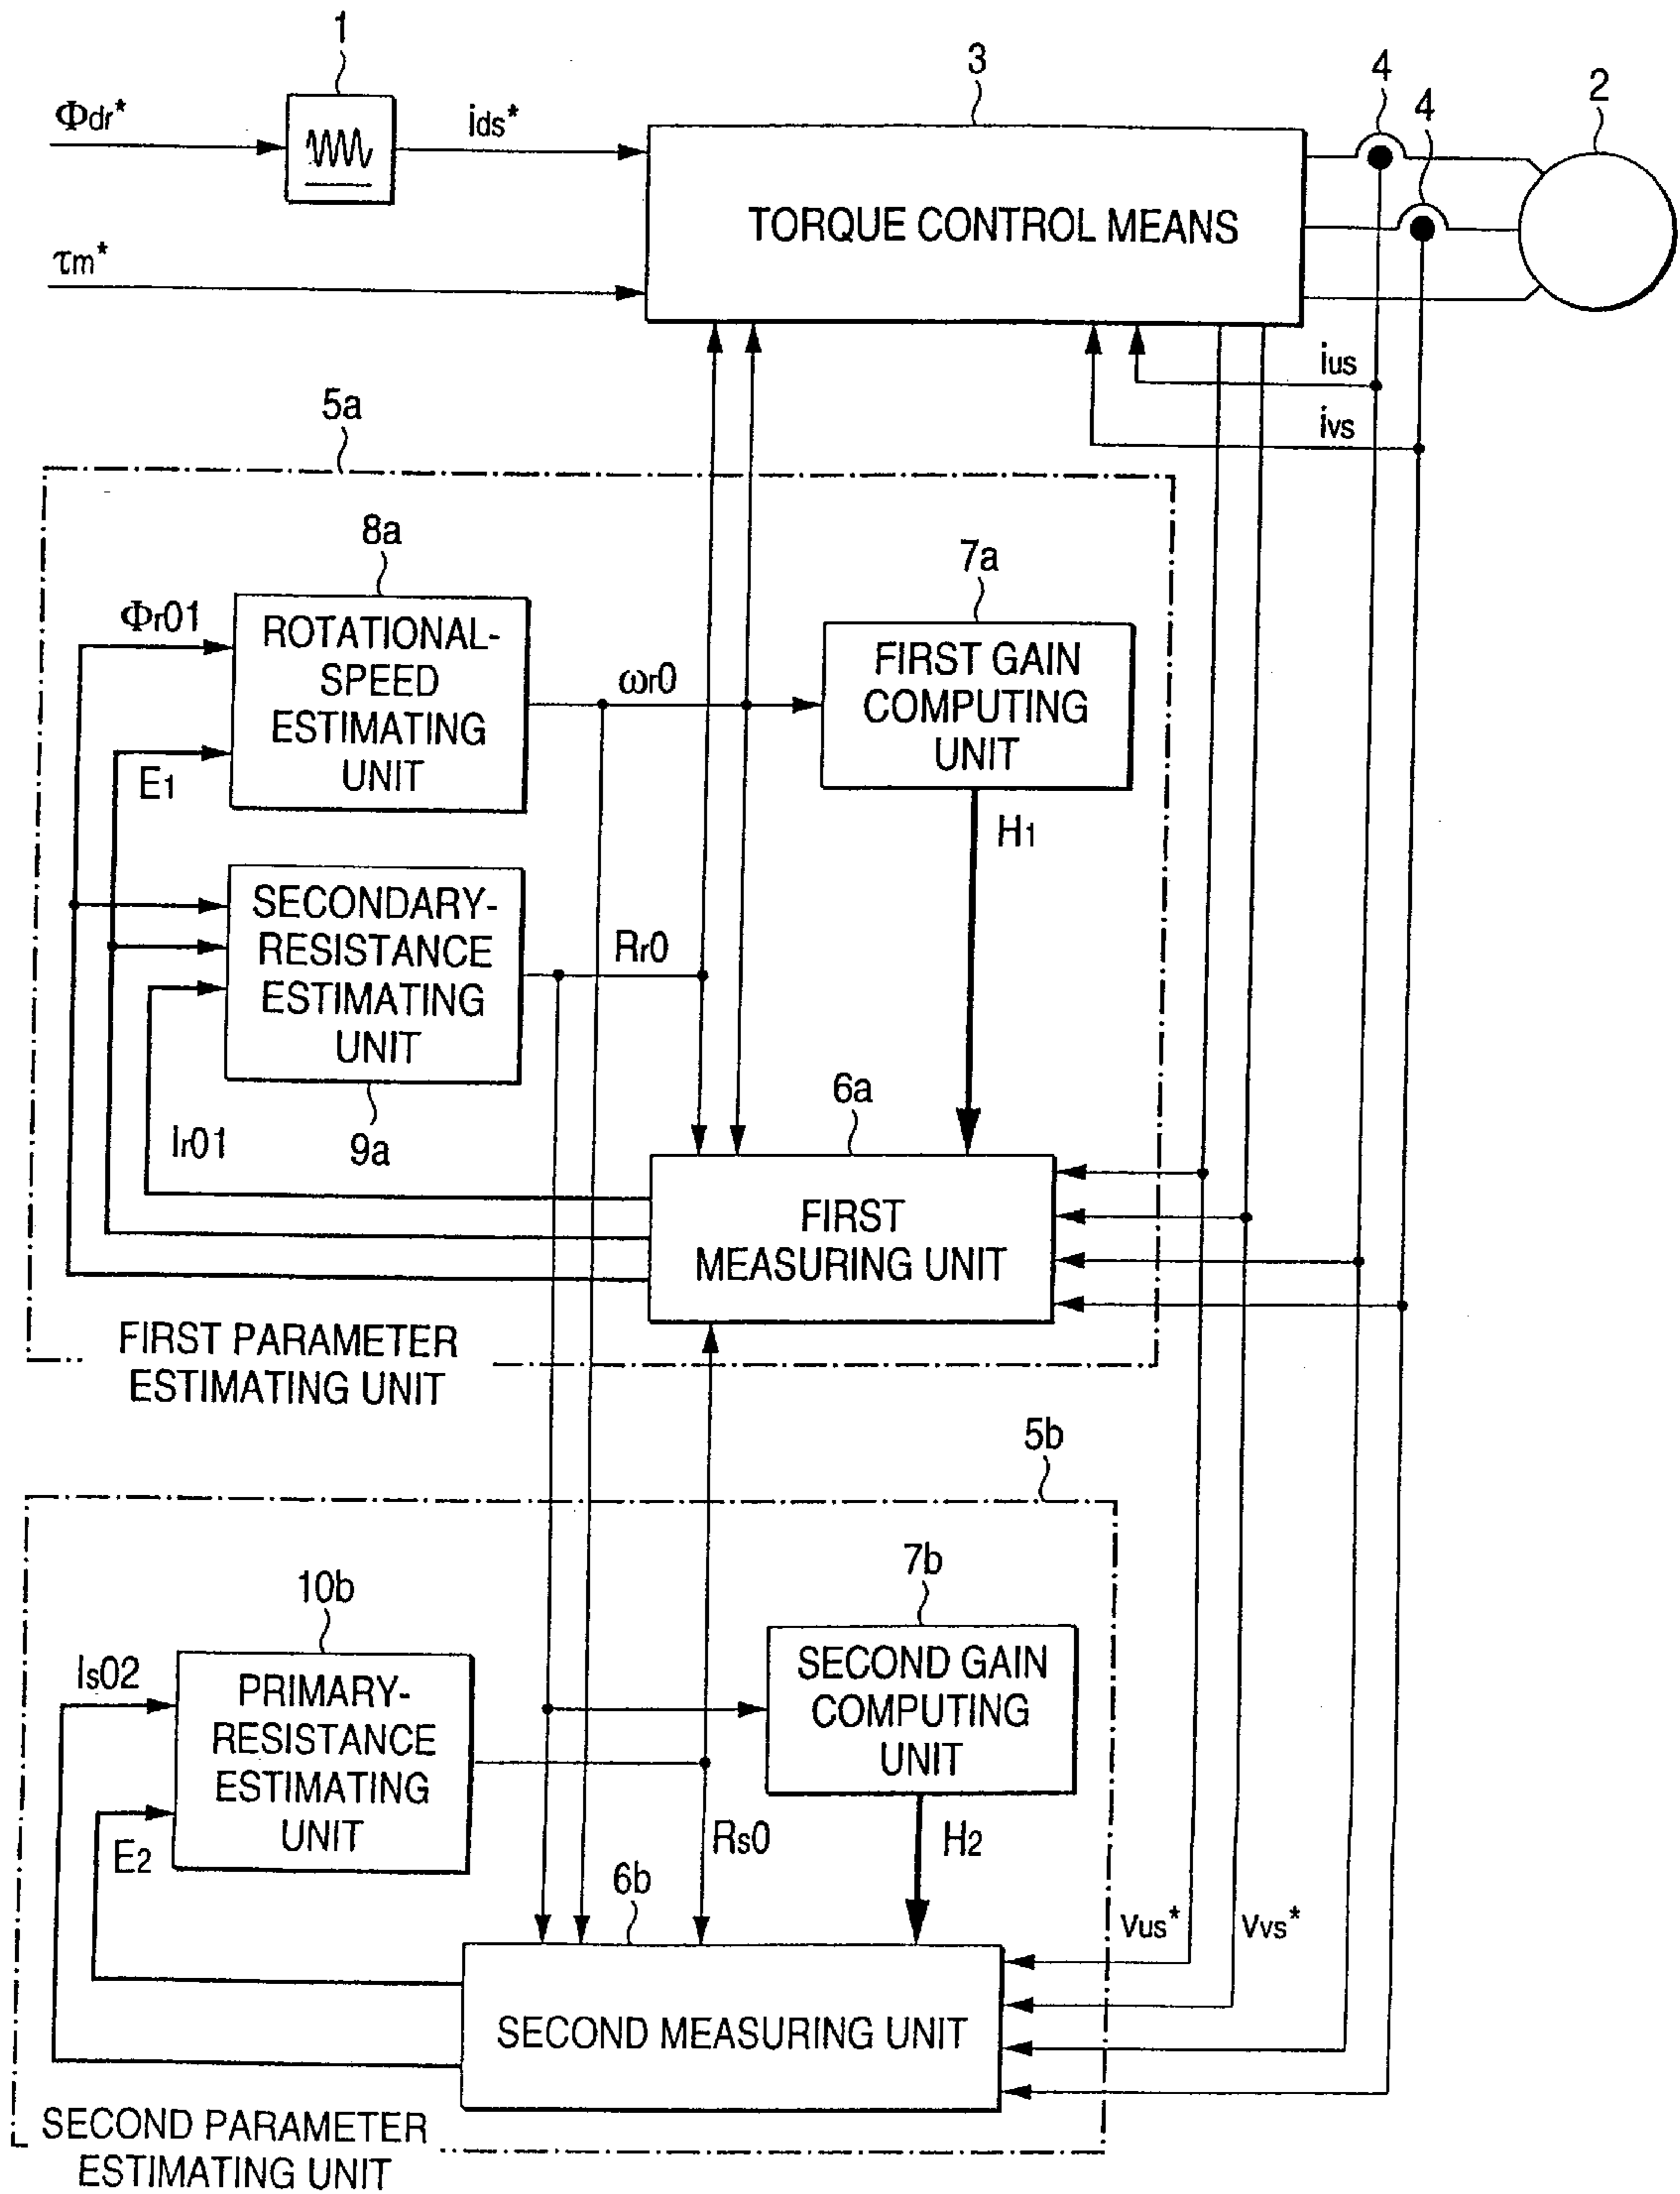 1
3
4
4
2
Φdr*
ids*
τm*
TORQUE CONTROL MEANS
ius
ivs
5a
8a
7a
Φr01
ROTATIONAL-
SPEED
ESTIMATING
UNIT
ωr0
FIRST GAIN
COMPUTING
UNIT
E1
H1
SECONDARY-
RESISTANCE
ESTIMATING
UNIT
Rr0
6a
Ir01
9a
FIRST
MEASURING UNIT
FIRST PARAMETER
ESTIMATING UNIT
5b
7b
10b
Is02
PRIMARY-
RESISTANCE
ESTIMATING
UNIT
SECOND GAIN
COMPUTING
UNIT
E2
Rs0
H2
6b
Vus*
Vvs*
SECOND MEASURING UNIT
SECOND PARAMETER
ESTIMATING UNIT